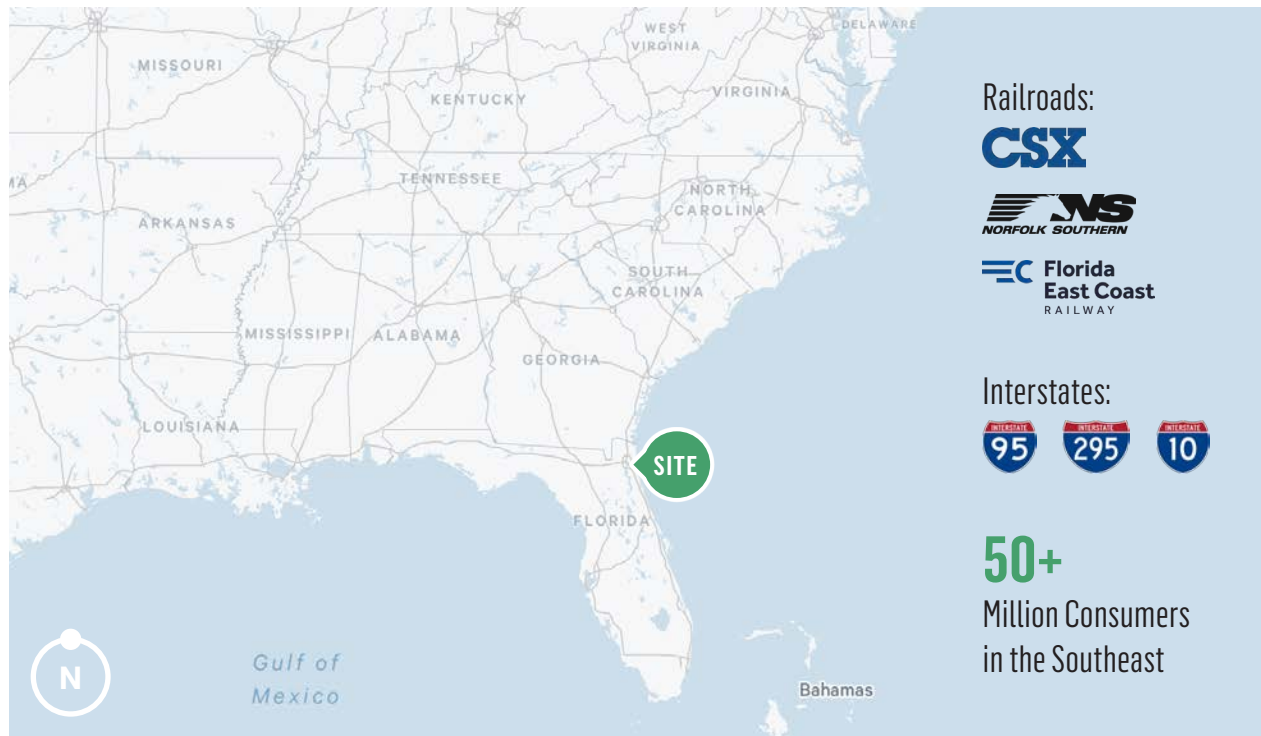 WEST
VIRGINIA
DELAWARE
MISSOURI
KENTUCKY
VIRGINIA
MA
TENNESSEE
NORTH
CAROLINA
ARKANSAS
SOUTH
CAROLINA
MISSISSIPPI
ALABAMA
GEORGIA
LOUISIANA
SITE
FLORIDA
Gulf of
Mexico
Bahamas
N
Railroads:
CSX
NS
NORFOLK SOUTHERN
FEC Florida
East Coast
RAILWAY
Interstates:
INTERSTATE INTERSTATE INTERSTATE
95 295 10
50+
Million Consumers
in the Southeast